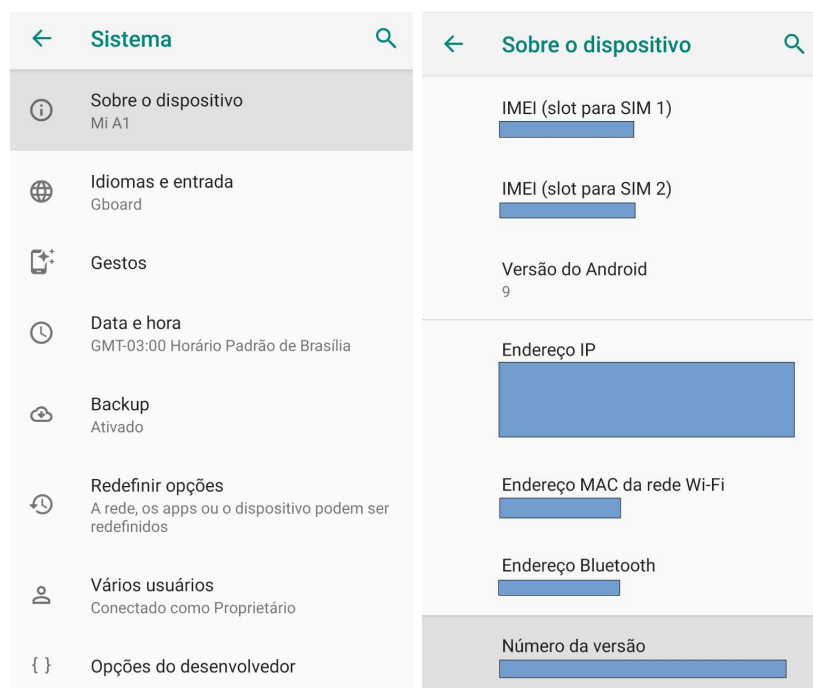 Sistema
Sobre o dispositivo
Mi A1
Idiomas e entrada
Gboard
Gestos
Data e hora
GMT-03:00 Horário Padrão de Brasília
Backup
Ativado
Redefinir opções
A rede, os apps ou o dispositivo podem ser
redefinidos
Vários usuários
Conectado como Proprietário
{ } Opções do desenvolvedor
Sobre o dispositivo
IMEI (slot para SIM 1)
IMEI (slot para SIM 2)
Versão do Android
9
Endereço IP
Endereço MAC da rede Wi-Fi
Endereço Bluetooth
Número da versão